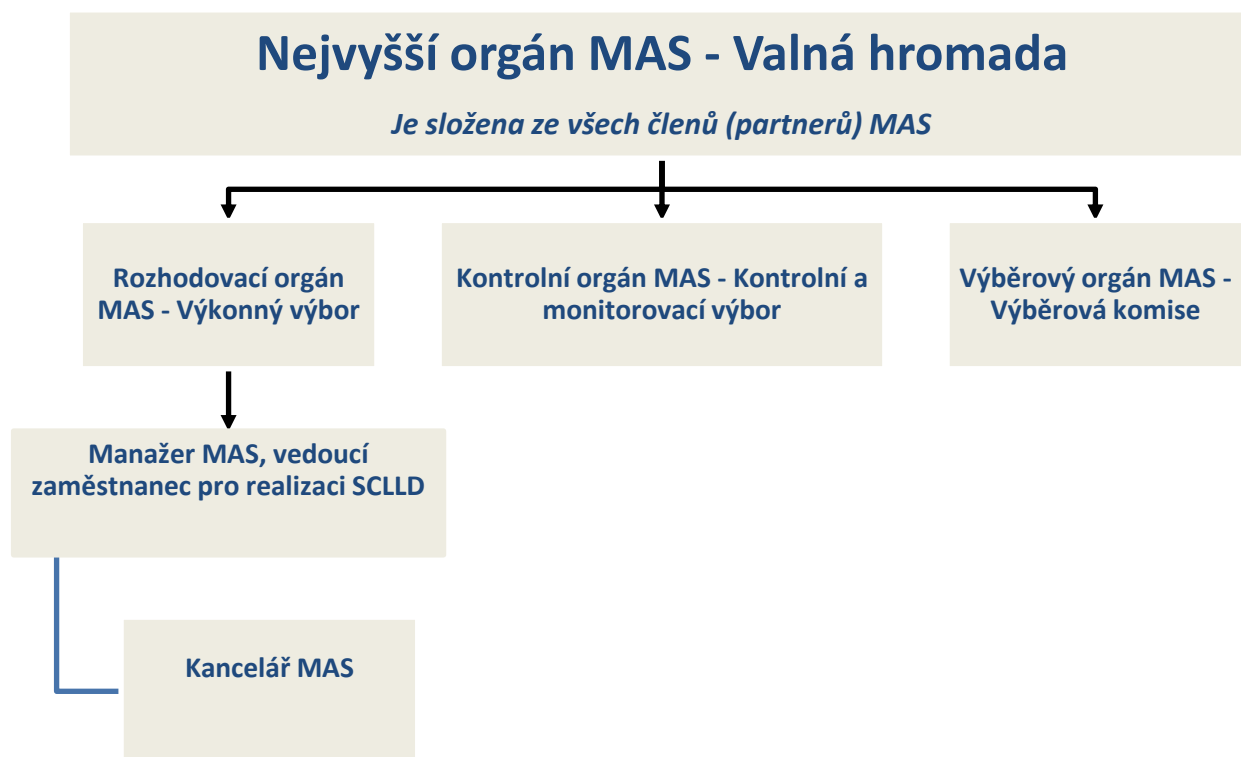 Nejvyšší orgán MAS - Valná hromada
Je složena ze všech členů (partnerů) MAS
Rozhodovací orgán
MAS - Výkonný výbor
Kontrolní orgán MAS - Kontrolní a
monitorovací výbor
Výběrový orgán MAS -
Výběrová komise
Manažer MAS, vedoucí
zaměstnanec pro realizaci SCLLD
Kancelář MAS